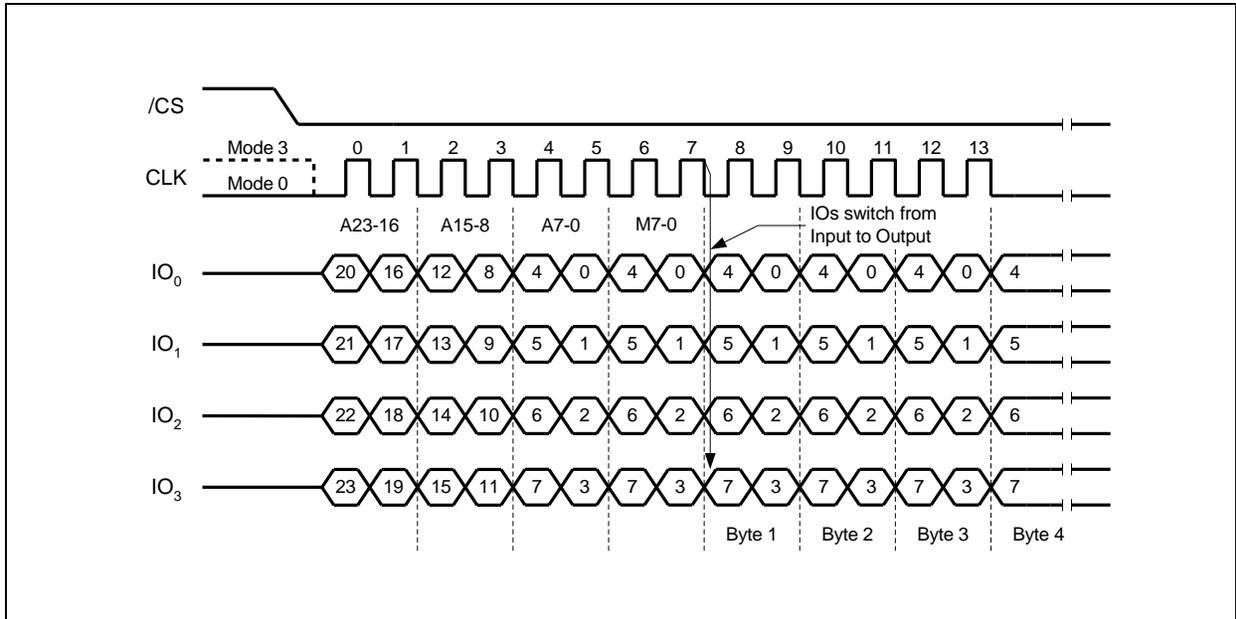 /CS
Mode 3 0 1 2 3 4 5 6 7 8 9 10 11 12 13
CLK
Mode 0
A23-16 A15-8 A7-0 M7-0 IOs switch from
Input to Output
IO0 20 16 12 8 4 0 4 0 4 0 4 0 4 0 4
IO1 21 17 13 9 5 1 5 1 5 1 5 1 5 1 5
IO2 22 18 14 10 6 2 6 2 6 2 6 2 6 2 6
IO3 23 19 15 11 7 3 7 3 7 3 7 3 7 3 7
Byte 1 Byte 2 Byte 3 Byte 4